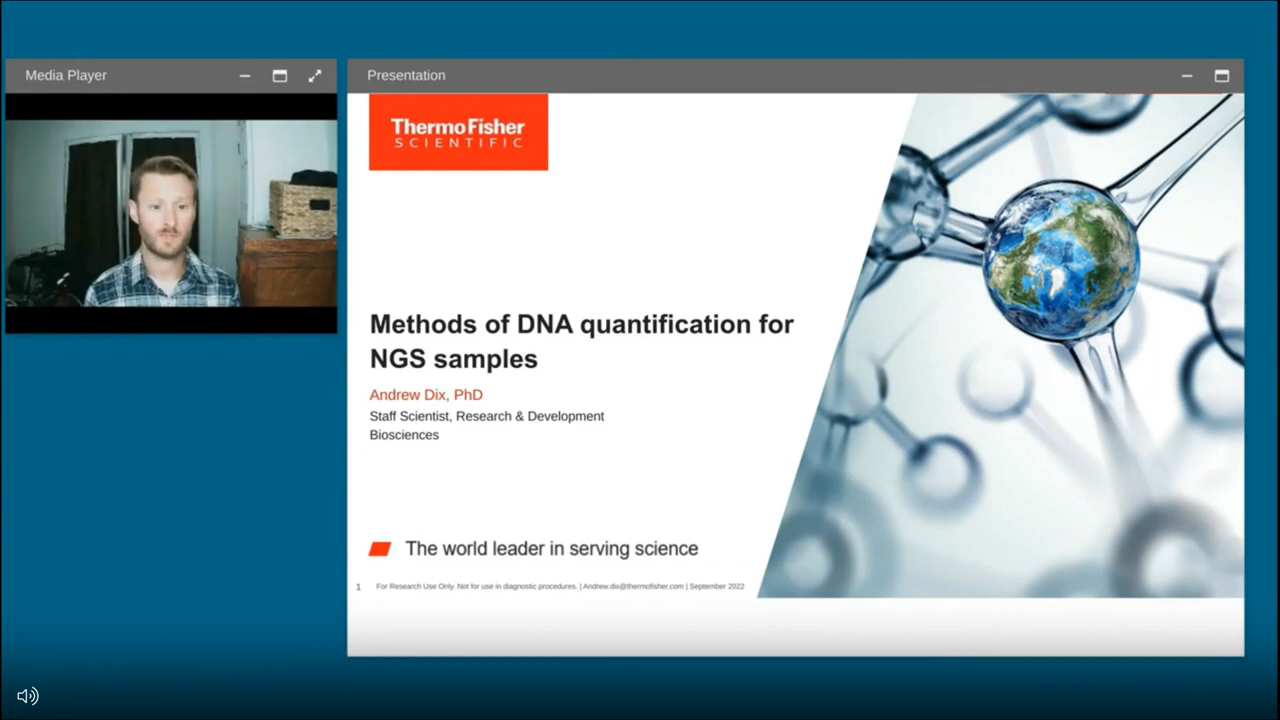 Media Player
Presentation
ThermoFisher
SCIENTIFIC
Methods of DNA quantification for
NGS samples
Andrew Dix, PhD
Staff Scientist, Research & Development
Biosciences
The world leader in serving science
1 For Research Use Only. Not for use in diagnostic procedures. | Andrew.dix@thermofisher.com | September 2022